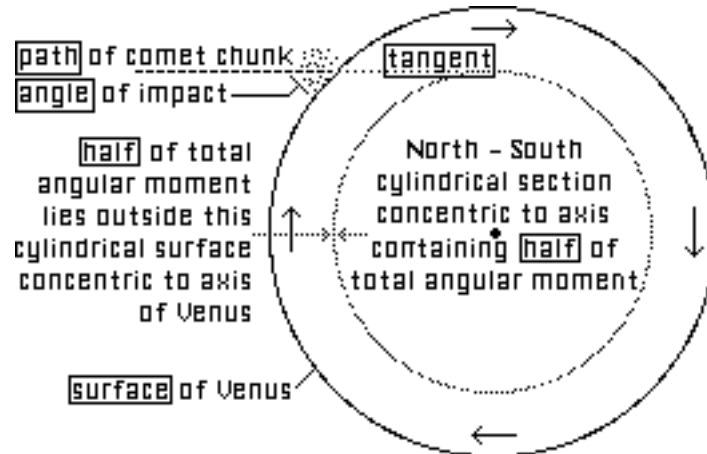 path of comet chunk
tangent
angle of impact
half of total
angular moment
lies outside this
cylindrical surface
concentric to axis
of Venus
North - South
cylindrical section
concentric to axis
containing half of
total angular moment
surface of Venus